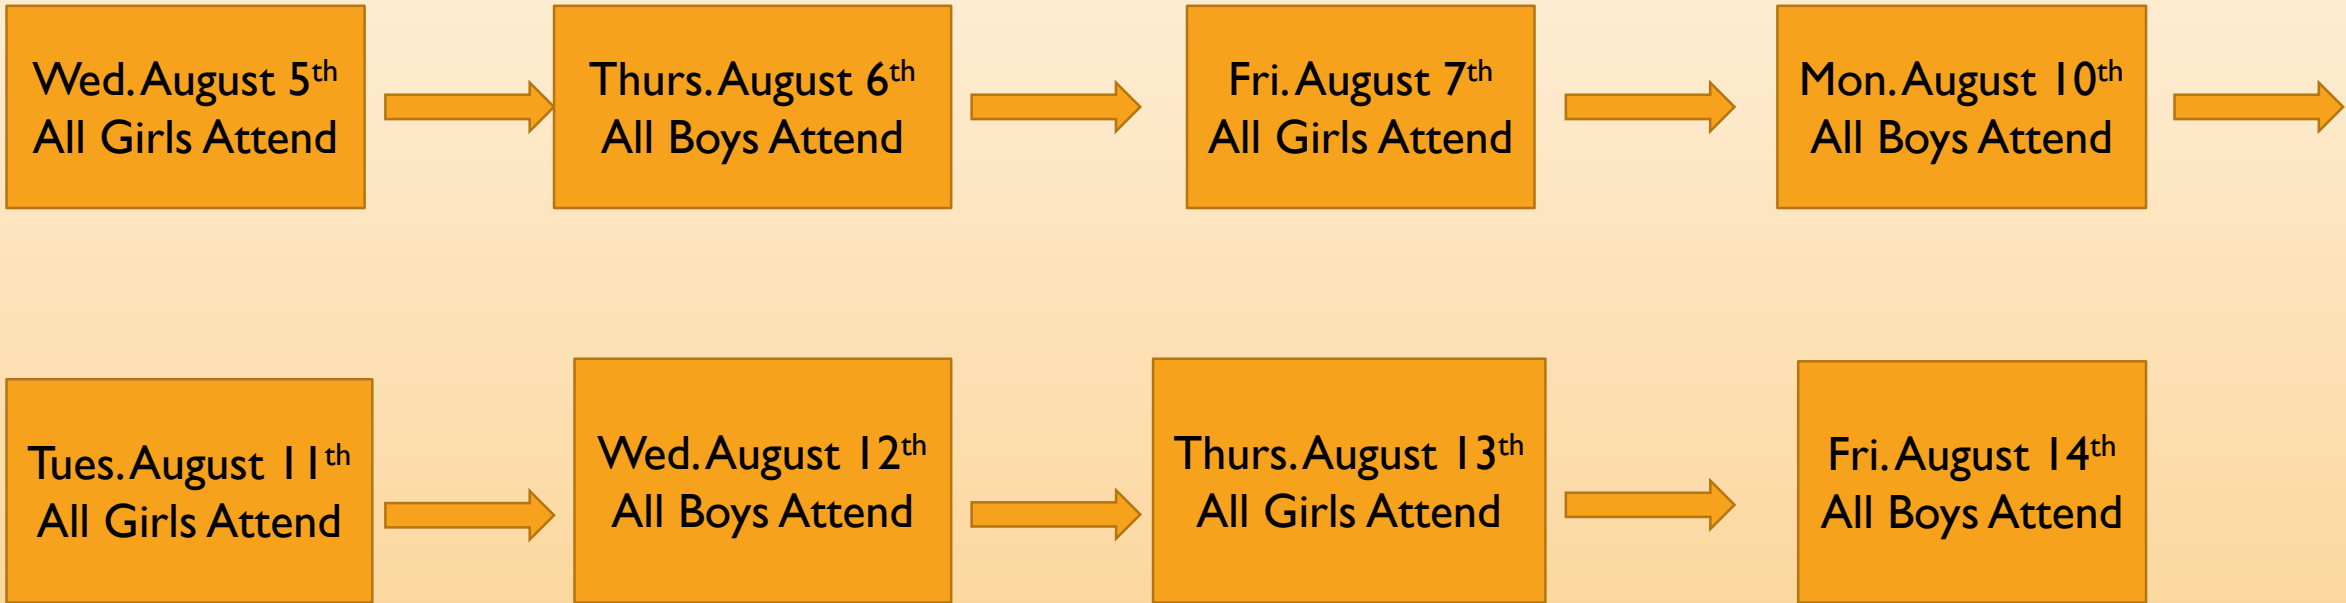 Wed. August 5th
All Girls Attend
Thurs. August 6th
All Boys Attend
Fri. August 7th
All Girls Attend
Mon. August 10th
All Boys Attend
Tues. August 11th
All Girls Attend
Wed. August 12th
All Boys Attend
Thurs. August 13th
All Girls Attend
Fri. August 14th
All Boys Attend